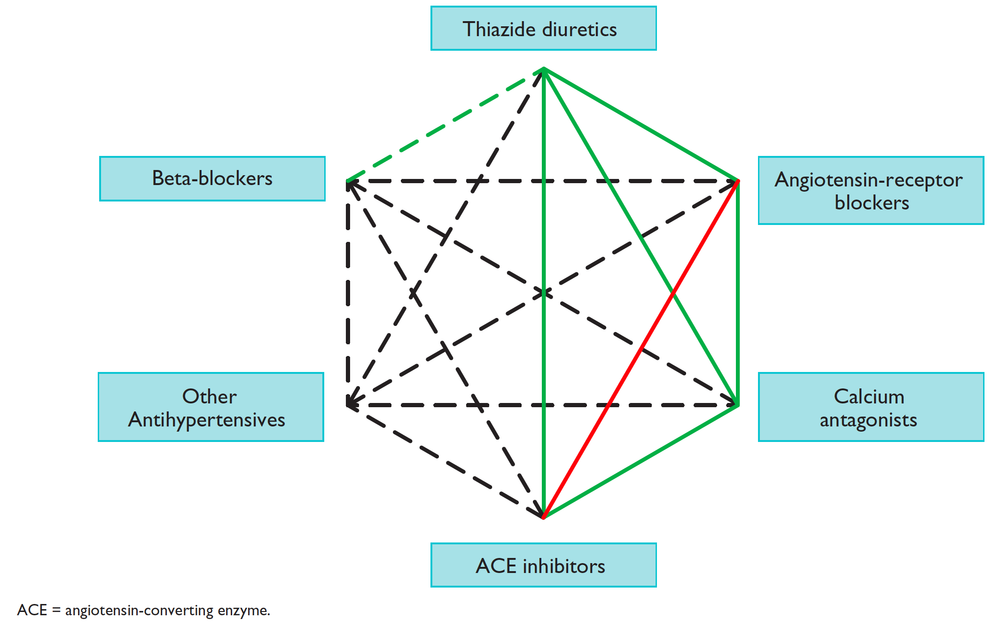 Thiazide diuretics
Beta-blockers
Angiotensin-receptor
blockers
Other
Antihypertensives
Calcium
antagonists
ACE inhibitors
ACE = angiotensin-converting enzyme.